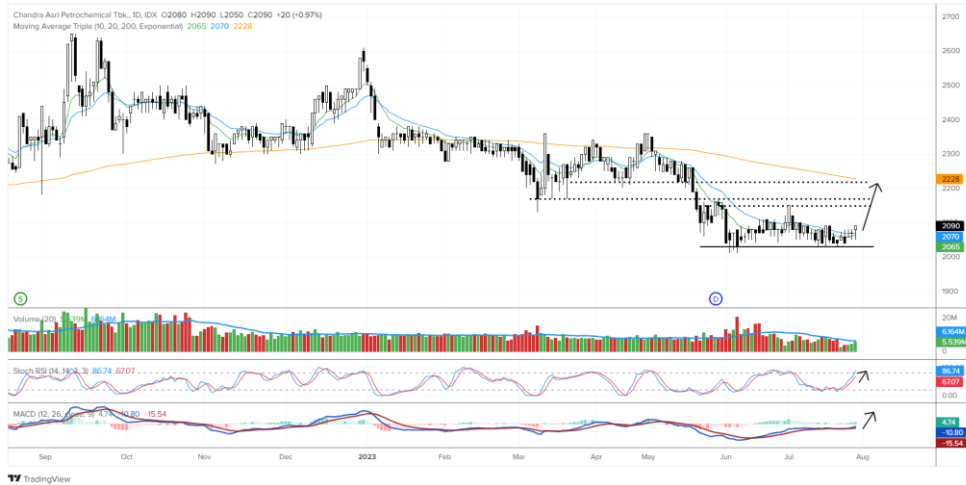 Chandra Asri Petrochemical Tbk., 1D, IDX O2080 H2090 L2050 C2090 +20 (+0.97%)
Moving Average Triple (10, 20, 200, Exponential) 2065 2070 2228
2700
2600
2500
2400
2300
2228
2200
2100
2090
2070
2065
2000
1900
S
D
Volume (20)
20M
6.164M
5.539M
0
Stoch RSI (14, 14, 3, 3) 86.74 67.07
86.74
67.07
0.00
MACD (12, 26, close, 9) 4.74 -10.80 -15.54
4.74
-10.80
-15.54
Sep Oct Nov Dec 2023 Feb Mar Apr May Jun Jul Aug
TradingView